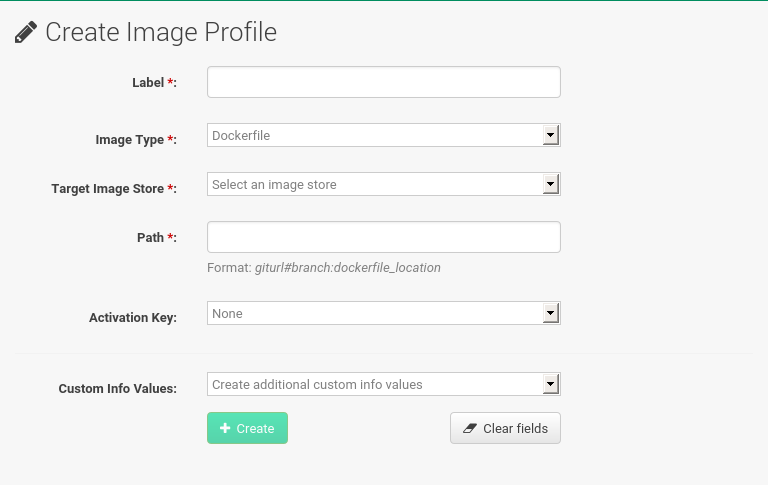 Create Image Profile
Label *:
Image Type *: Dockerfile
Target Image Store *: Select an image store
Path *:
Format: giturl#branch:dockerfile_location
Activation Key: None
Custom Info Values: Create additional custom info values
Create Clear fields